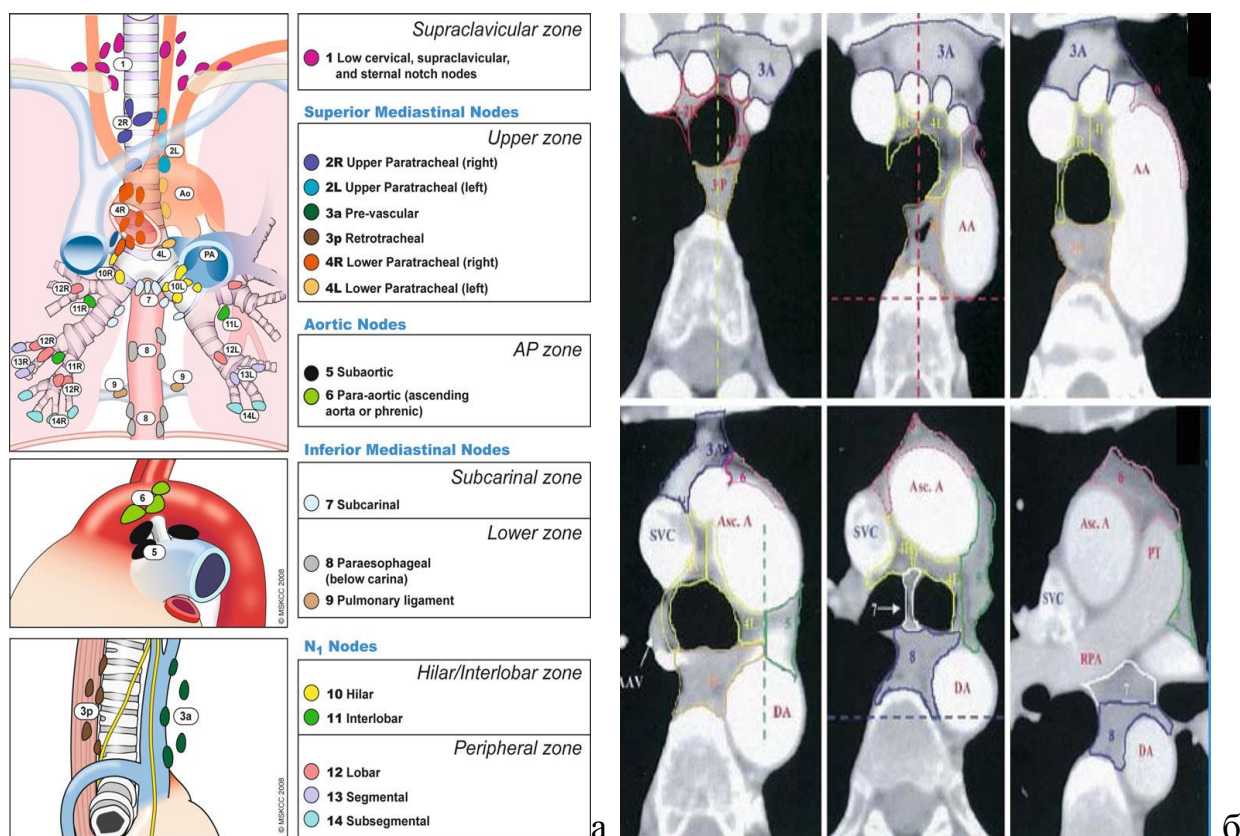 Supraclavicular zone
1 Low cervical, supraclavicular,
and sternal notch nodes
Superior Mediastinal Nodes
Upper zone
2R Upper Paratracheal (right)
2L Upper Paratracheal (left)
3a Pre-vascular
3p Retrotracheal
4R Lower Paratracheal (right)
4L Lower Paratracheal (left)
Aortic Nodes
AP zone
5 Subaortic
6 Para-aortic (ascending
aorta or phrenic)
Inferior Mediastinal Nodes
Subcarinal zone
7 Subcarinal
Lower zone
8 Paraesophageal
(below carina)
9 Pulmonary ligament
N1 Nodes
Hilar/Interlobar zone
10 Hilar
11 Interlobar
Peripheral zone
12 Lobar
13 Segmental
14 Subsegmental
1
2R
2L
Ao
4R
4L
PA
10R
10L
7
12R
11R
11L
12R
8
12L
13R
11R
13L
12R
9
9
14R
8
14L
6
5
© MSKCC 2008
3p
3a
© MSKCC 2008
а
3A
3P
3A
4R
4L
6
AA
3A
6
AA
3A
6
Asc. A
SVC
4L
5
AAV
DA
Asc. A
SVC
7
8
DA
6
Asc. A
PT
SVC
RPA
7
8
DA
б